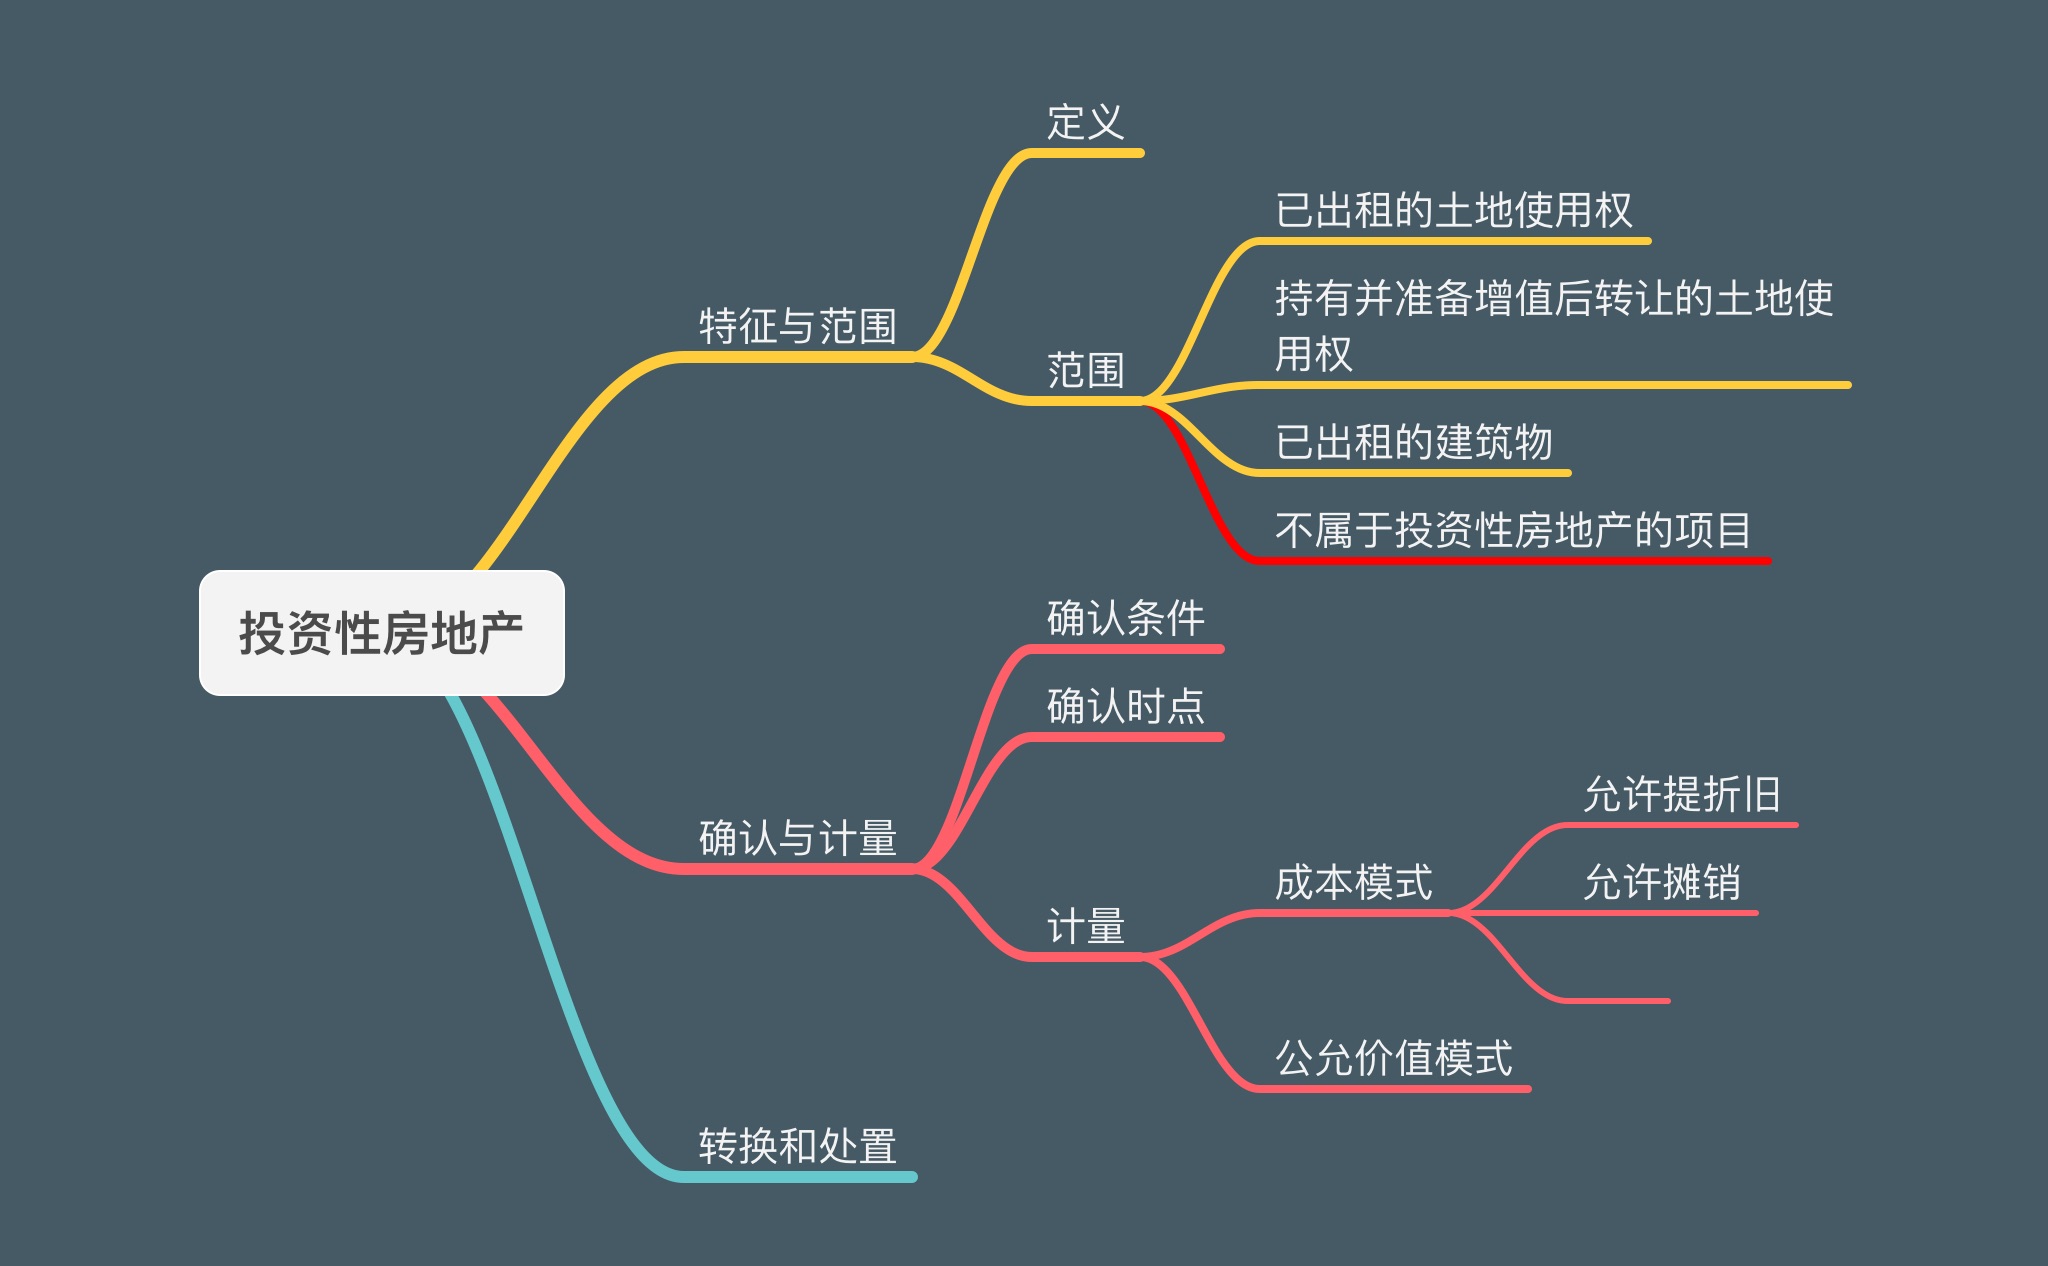 投资性房地产
特征与范围
定义
范围
已出租的土地使用权
持有并准备增值后转让的土地使
用权
已出租的建筑物
不属于投资性房地产的项目
确认与计量
确认条件
确认时点
计量
成本模式
允许提折旧
允许摊销
公允价值模式
转换和处置